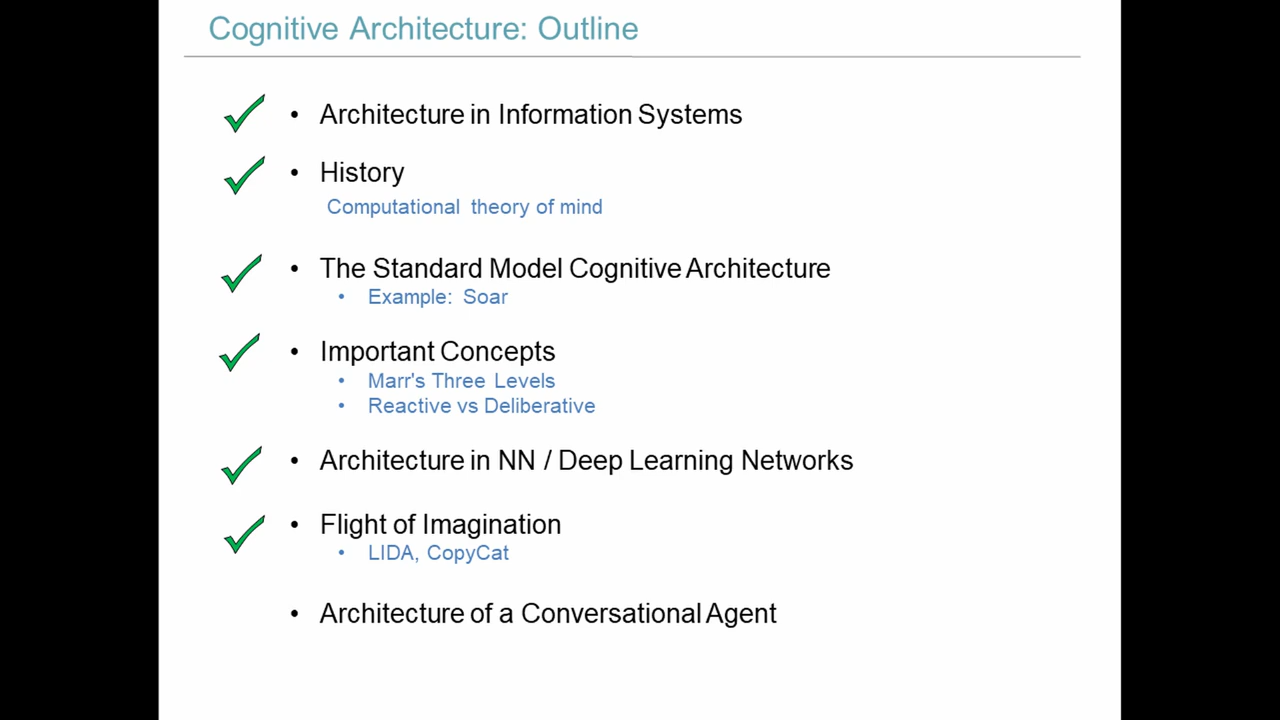 Cognitive Architecture: Outline
• Architecture in Information Systems
• History
Computational theory of mind
• The Standard Model Cognitive Architecture
• Example: Soar
• Important Concepts
• Marr's Three Levels
• Reactive vs Deliberative
• Architecture in NN / Deep Learning Networks
• Flight of Imagination
• LIDA, CopyCat
• Architecture of a Conversational Agent